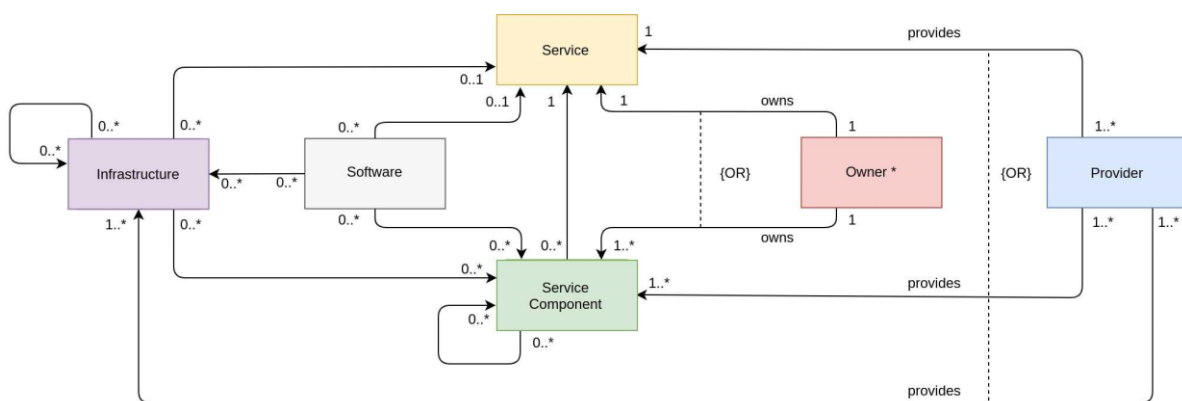 1
provides
Service
0..1
0..1
1
1
owns
0..*
0..*
0..*
1
1..*
0..*
Infrastructure
Software
{OR}
Owner *
{OR}
Provider
0..*
0..*
1..*
0..*
0..*
1
1..*
1..*
0..*
0..*
1..*
owns
0..*
Service
Component
1..*
provides
0..*
0..*
provides